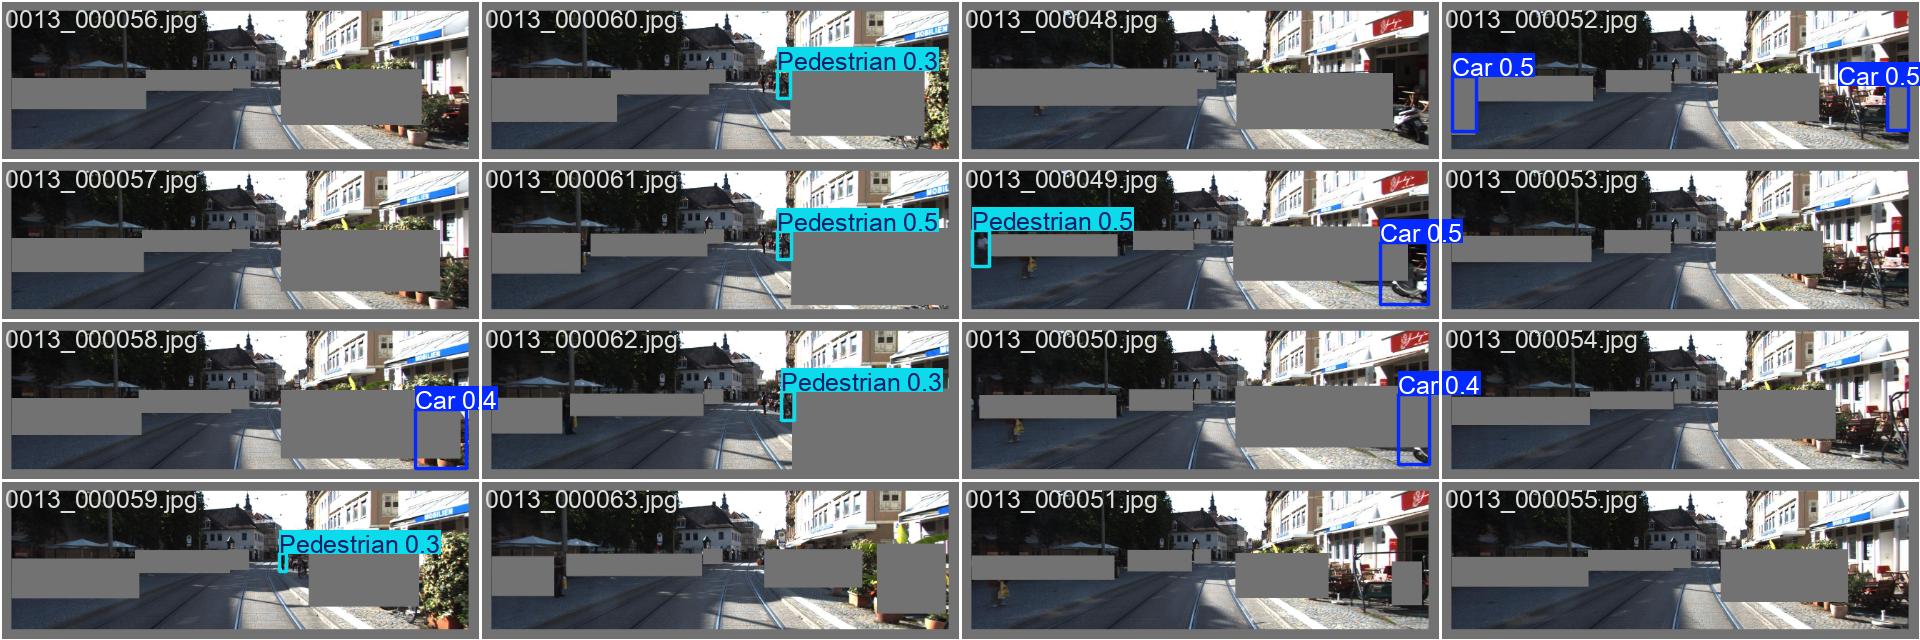 0013_000056.jpg
0013_000060.jpg
Pedestrian 0.3
0013_000048.jpg
0013_000052.jpg
Car 0.5
Car 0.5
0013_000057.jpg
0013_000061.jpg
Pedestrian 0.5
0013_000049.jpg
Pedestrian 0.5
Car 0.5
0013_000053.jpg
0013_000058.jpg
MOBILIEN
Car 0.4
0013_000062.jpg
Pedestrian 0.3
0013_000050.jpg
Car 0.4
0013_000054.jpg
0013_000059.jpg
MOBILIEN
Pedestrian 0.3
0013_000063.jpg
0013_000051.jpg
0013_000055.jpg